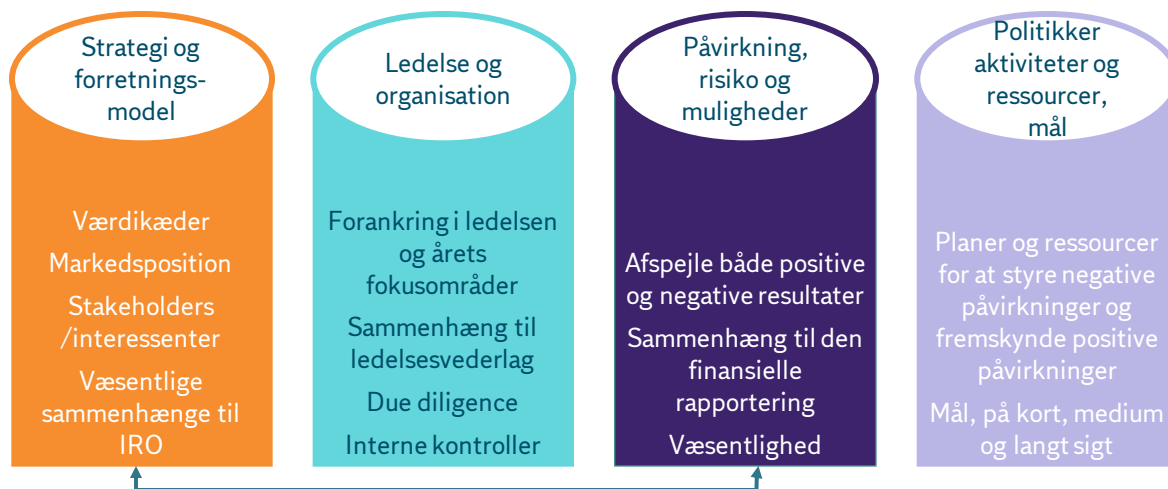 Strategi og
forretnings-
model
Værdikæder
Markedsposition
Stakeholders
/interessenter
Væsentlige
sammenhænge til
IRO
Ledelse og
organisation
Forankring i ledelsen
og årets
fokusområder
Sammenhæng til
ledelsesvederlag
Due diligence
Interne kontroller
Påvirkning,
risiko og
muligheder
Afspejle både positive
og negative resultater
Sammenhæng til den
finansielle
rapportering
Væsentlighed
Politikker
aktiviteter og
ressourcer,
mål
Planer og ressourcer
for at styre negative
påvirkninger og
fremskynde positive
påvirkninger
Mål, på kort, medium
og langt sigt